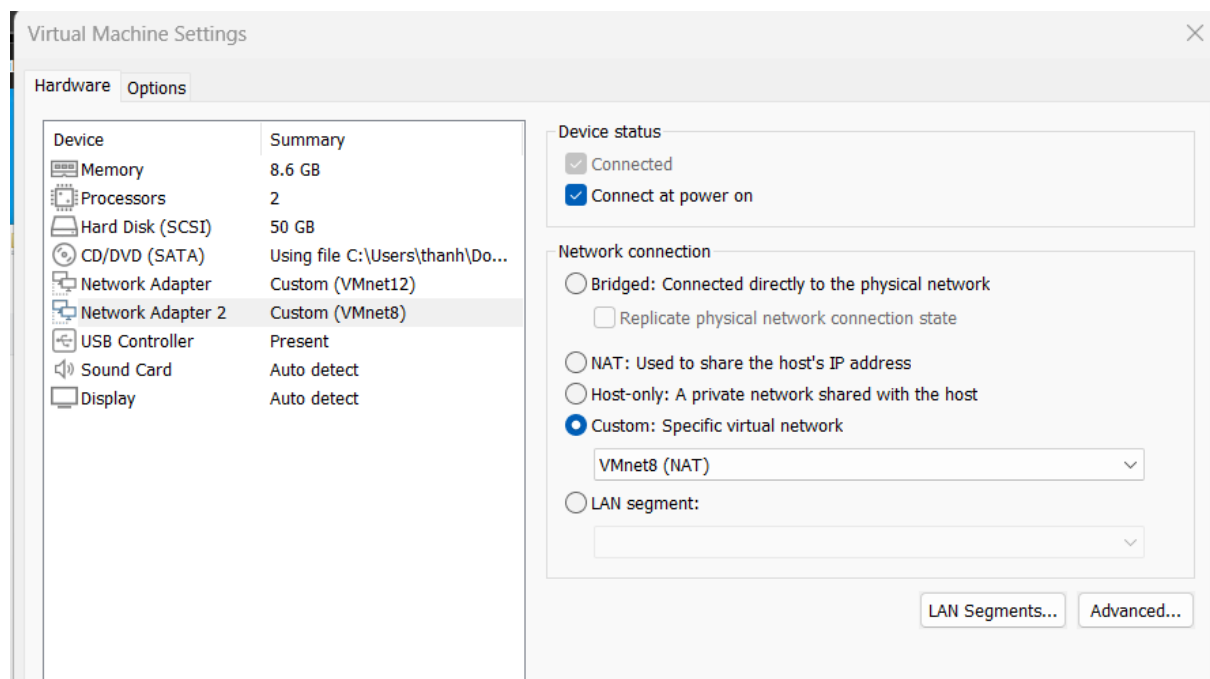 Virtual Machine Settings
Hardware Options
Device Summary
Memory 8.6 GB
Processors 2
Hard Disk (SCSI) 50 GB
CD/DVD (SATA) Using file C:\Users\thanh\Do...
Network Adapter Custom (VMnet12)
Network Adapter 2 Custom (VMnet8)
USB Controller Present
Sound Card Auto detect
Display Auto detect
Device status
Connected
Connect at power on
Network connection
Bridged: Connected directly to the physical network
Replicate physical network connection state
NAT: Used to share the host's IP address
Host-only: A private network shared with the host
Custom: Specific virtual network
VMnet8 (NAT)
LAN segment:
LAN Segments... Advanced...